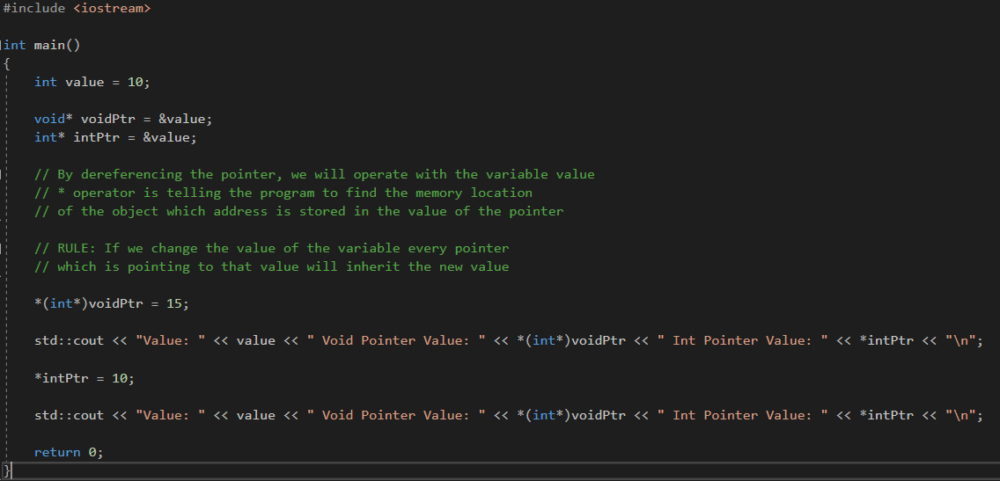 #include <iostream>
int main()
{
int value = 10;
void* voidPtr = &value;
int* intPtr = &value;
// By dereferencing the pointer, we will operate with the variable value
// * operator is telling the program to find the memory location
// of the object which address is stored in the value of the pointer
// RULE: If we change the value of the variable every pointer
// which is pointing to that value will inherit the new value
*(int*)voidPtr = 15;
std::cout << "Value: " << value << " Void Pointer Value: " << *(int*)voidPtr << " Int Pointer Value: " << *intPtr << "\n";
*intPtr = 10;
std::cout << "Value: " << value << " Void Pointer Value: " << *(int*)voidPtr << " Int Pointer Value: " << *intPtr << "\n";
return 0;
}